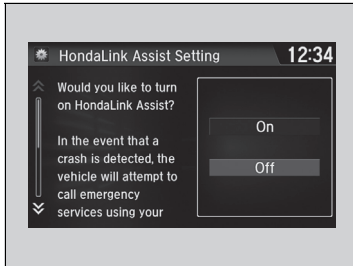 HondaLink Assist Setting 12:34
Would you like to turn
on HondaLink Assist?
In the event that a
crash is detected, the
vehicle will attempt to
call emergency
services using your
On
Off